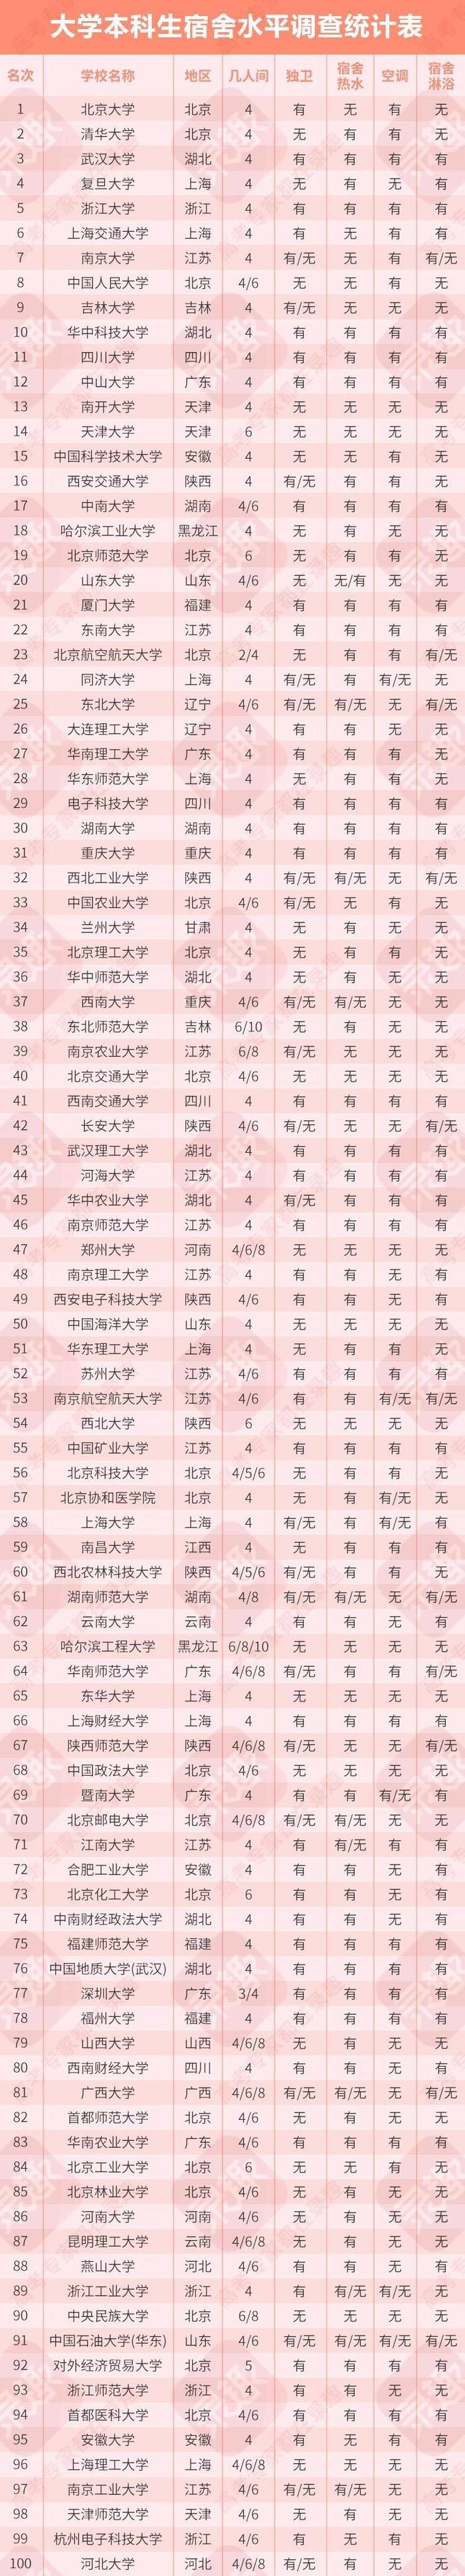 大学本科生宿舍水平调查统计表
名次 学校名称 地区 几人间 独卫 宿舍热水 空调 宿舍淋浴
1 北京大学 北京 4 有 无 有 无
2 清华大学 北京 4 无 有 有 无
3 武汉大学 湖北 4 有 有 有 有
4 复旦大学 上海 4 无 有 无 有
5 浙江大学 浙江 4 有 有 有 有
6 上海交通大学 上海 4 有 无 有 有
7 南京大学 江苏 4 有/无 无 有 有/无
8 中国人民大学 北京 4/6 无 无 有 无
9 吉林大学 吉林 4 有/无 无 无 无
10 华中科技大学 湖北 4 有 有 有 有
11 四川大学 四川 4 有 有 有 有
12 中山大学 广东 4 有 有 有 有
13 南开大学 天津 4 无 无 无 无
14 天津大学 天津 6 无 无 无 无
15 中国科学技术大学 安徽 4 无 无 有 无
16 西安交通大学 陕西 4 有/无 有 有 无
17 中南大学 湖南 4/6 有 有 有 有
18 哈尔滨工业大学 黑龙江 4 无 有 无 无
19 北京师范大学 北京 6 无 有 有 无
20 山东大学 山东 4/6 无 无/有 无 无
21 厦门大学 福建 4 有 有 有 有
22 东南大学 江苏 4 有 有 有 有
23 北京航空航天大学 北京 2/4 无 有 有 有/无
24 同济大学 上海 4 有/无 有 有/无 无
25 东北大学 辽宁 4/6 有/无 有/无 无 有/无
26 大连理工大学 辽宁 4 有 有 无 无
27 华南理工大学 广东 4 有 有 有 无
28 华东师范大学 上海 4 无 有 有 无
29 电子科技大学 四川 4 有 有 有 有
30 湖南大学 湖南 4 有 有 有 有
31 重庆大学 重庆 4 有 有 有 有
32 西北工业大学 陕西 4 有/无 有/无 无 有/无
33 中国农业大学 北京 4/6 有/无 无 有 无
34 兰州大学 甘肃 4 无 有 无 无
35 北京理工大学 北京 4 无 有 有 无
36 华中师范大学 湖北 4 无 有 无 无
37 西南大学 重庆 4/6 有/无 有/无 无 无
38 东北师范大学 吉林 6/10 无 有 无 无
39 南京农业大学 江苏 6/8 有/无 无 无 无
40 北京交通大学 北京 4/6 无 无 无 无
41 西南交通大学 四川 4 有 有 有 有
42 长安大学 陕西 4/6 有/无 无 无 有/无
43 武汉理工大学 湖北 4 有 有 有 有
44 河海大学 江苏 4 有 有 有 有
45 华中农业大学 湖北 4 有/无 有 有 有
46 南京师范大学 江苏 4 有 有 有 有
47 郑州大学 河南 4/6/8 无 无 无 无
48 南京理工大学 江苏 4 有 有 无 有
49 西安电子科技大学 陕西 4/6 有 有 无 有
50 中国海洋大学 山东 4 无 无 无 无
51 华东理工大学 上海 4 无 有 有 无
52 苏州大学 江苏 4/6 有 有 有 有
53 南京航空航天大学 江苏 4/6 有 有 有/无 有/无
54 西北大学 陕西 6 无 无 无 无
55 中国矿业大学 江苏 4 有 有 有 有
56 北京科技大学 北京 4/5/6 无 有 有 无
57 北京协和医学院 北京 4 无 有 有/无 无
58 上海大学 上海 4 有/无 有 有/无 有
59 南昌大学 江西 4 无 有 有 有
60 西北农林科技大学 陕西 4/5/6 有/无 有 有 无
61 湖南师范大学 湖南 4/8 有/无 有/无 无 有/无
62 云南大学 云南 4 有 有 无 有
63 哈尔滨工程大学 黑龙江 6/8/10 无 无 无 无
64 华南师范大学 广东 4/6/8 有/无 有 有 有/无
65 东华大学 上海 4 无 无 无 无
66 上海财经大学 上海 4 有 有 有 有
67 陕西师范大学 陕西 4/6/8 有/无 无 无 有/无
68 中国政法大学 北京 4/6 无 无 无 无
69 暨南大学 广东 4 有 有 有/无 有
70 北京邮电大学 北京 4/6/8 有/无 有/无 无 无
71 江南大学 江苏 4 有 有/无 有 有
72 合肥工业大学 安徽 4 有 有 无 有
73 北京化工大学 北京 6 有 有 无 有
74 中南财经政法大学 湖北 4 有 有 无 有
75 福建师范大学 福建 4 有 有 有 有
76 中国地质大学(武汉) 湖北 4 有 有 有 有
77 深圳大学 广东 3/4 有 有 有 有
78 福州大学 福建 4 有 有 有 有
79 山西大学 山西 4/6/8 无 有 无 无
80 西南财经大学 四川 4 有 有 无 有
81 广西大学 广西 4/6/8 有/无 有/无 无 有/无
82 首都师范大学 北京 4/6 无 有 无 无
83 华南农业大学 广东 4/6 有 有 有 有
84 北京工业大学 北京 6 无 无 有 无
85 北京林业大学 北京 4/6 无 有 无 无
86 河南大学 河南 4/6 无 有 无 无
87 昆明理工大学 云南 4/6/8 无 有 无 无
88 燕山大学 河北 4/6 有 有 无 有
89 浙江工业大学 浙江 4 有 有/无 有/无 无
90 中央民族大学 北京 6/8 无 无 无 无
91 中国石油大学(华东) 山东 4/6 有/无 有/无 有/无 有/无
92 对外经济贸易大学 北京 5 有 有 有 有
93 浙江师范大学 浙江 4 有 有 无 无
94 首都医科大学 北京 4/6 有 有 有 有
95 安徽大学 安徽 4 有 无 有 有
96 上海理工大学 上海 4/6/8 无 无 无 无
97 南京工业大学 江苏 4/6 有/无 有/无 无 无
98 天津师范大学 天津 4/6 无 有 无 无
99 杭州电子科技大学 浙江 4/6 有 无 有 无
100 河北大学 河北 4/6/8 有/无 有 无 无